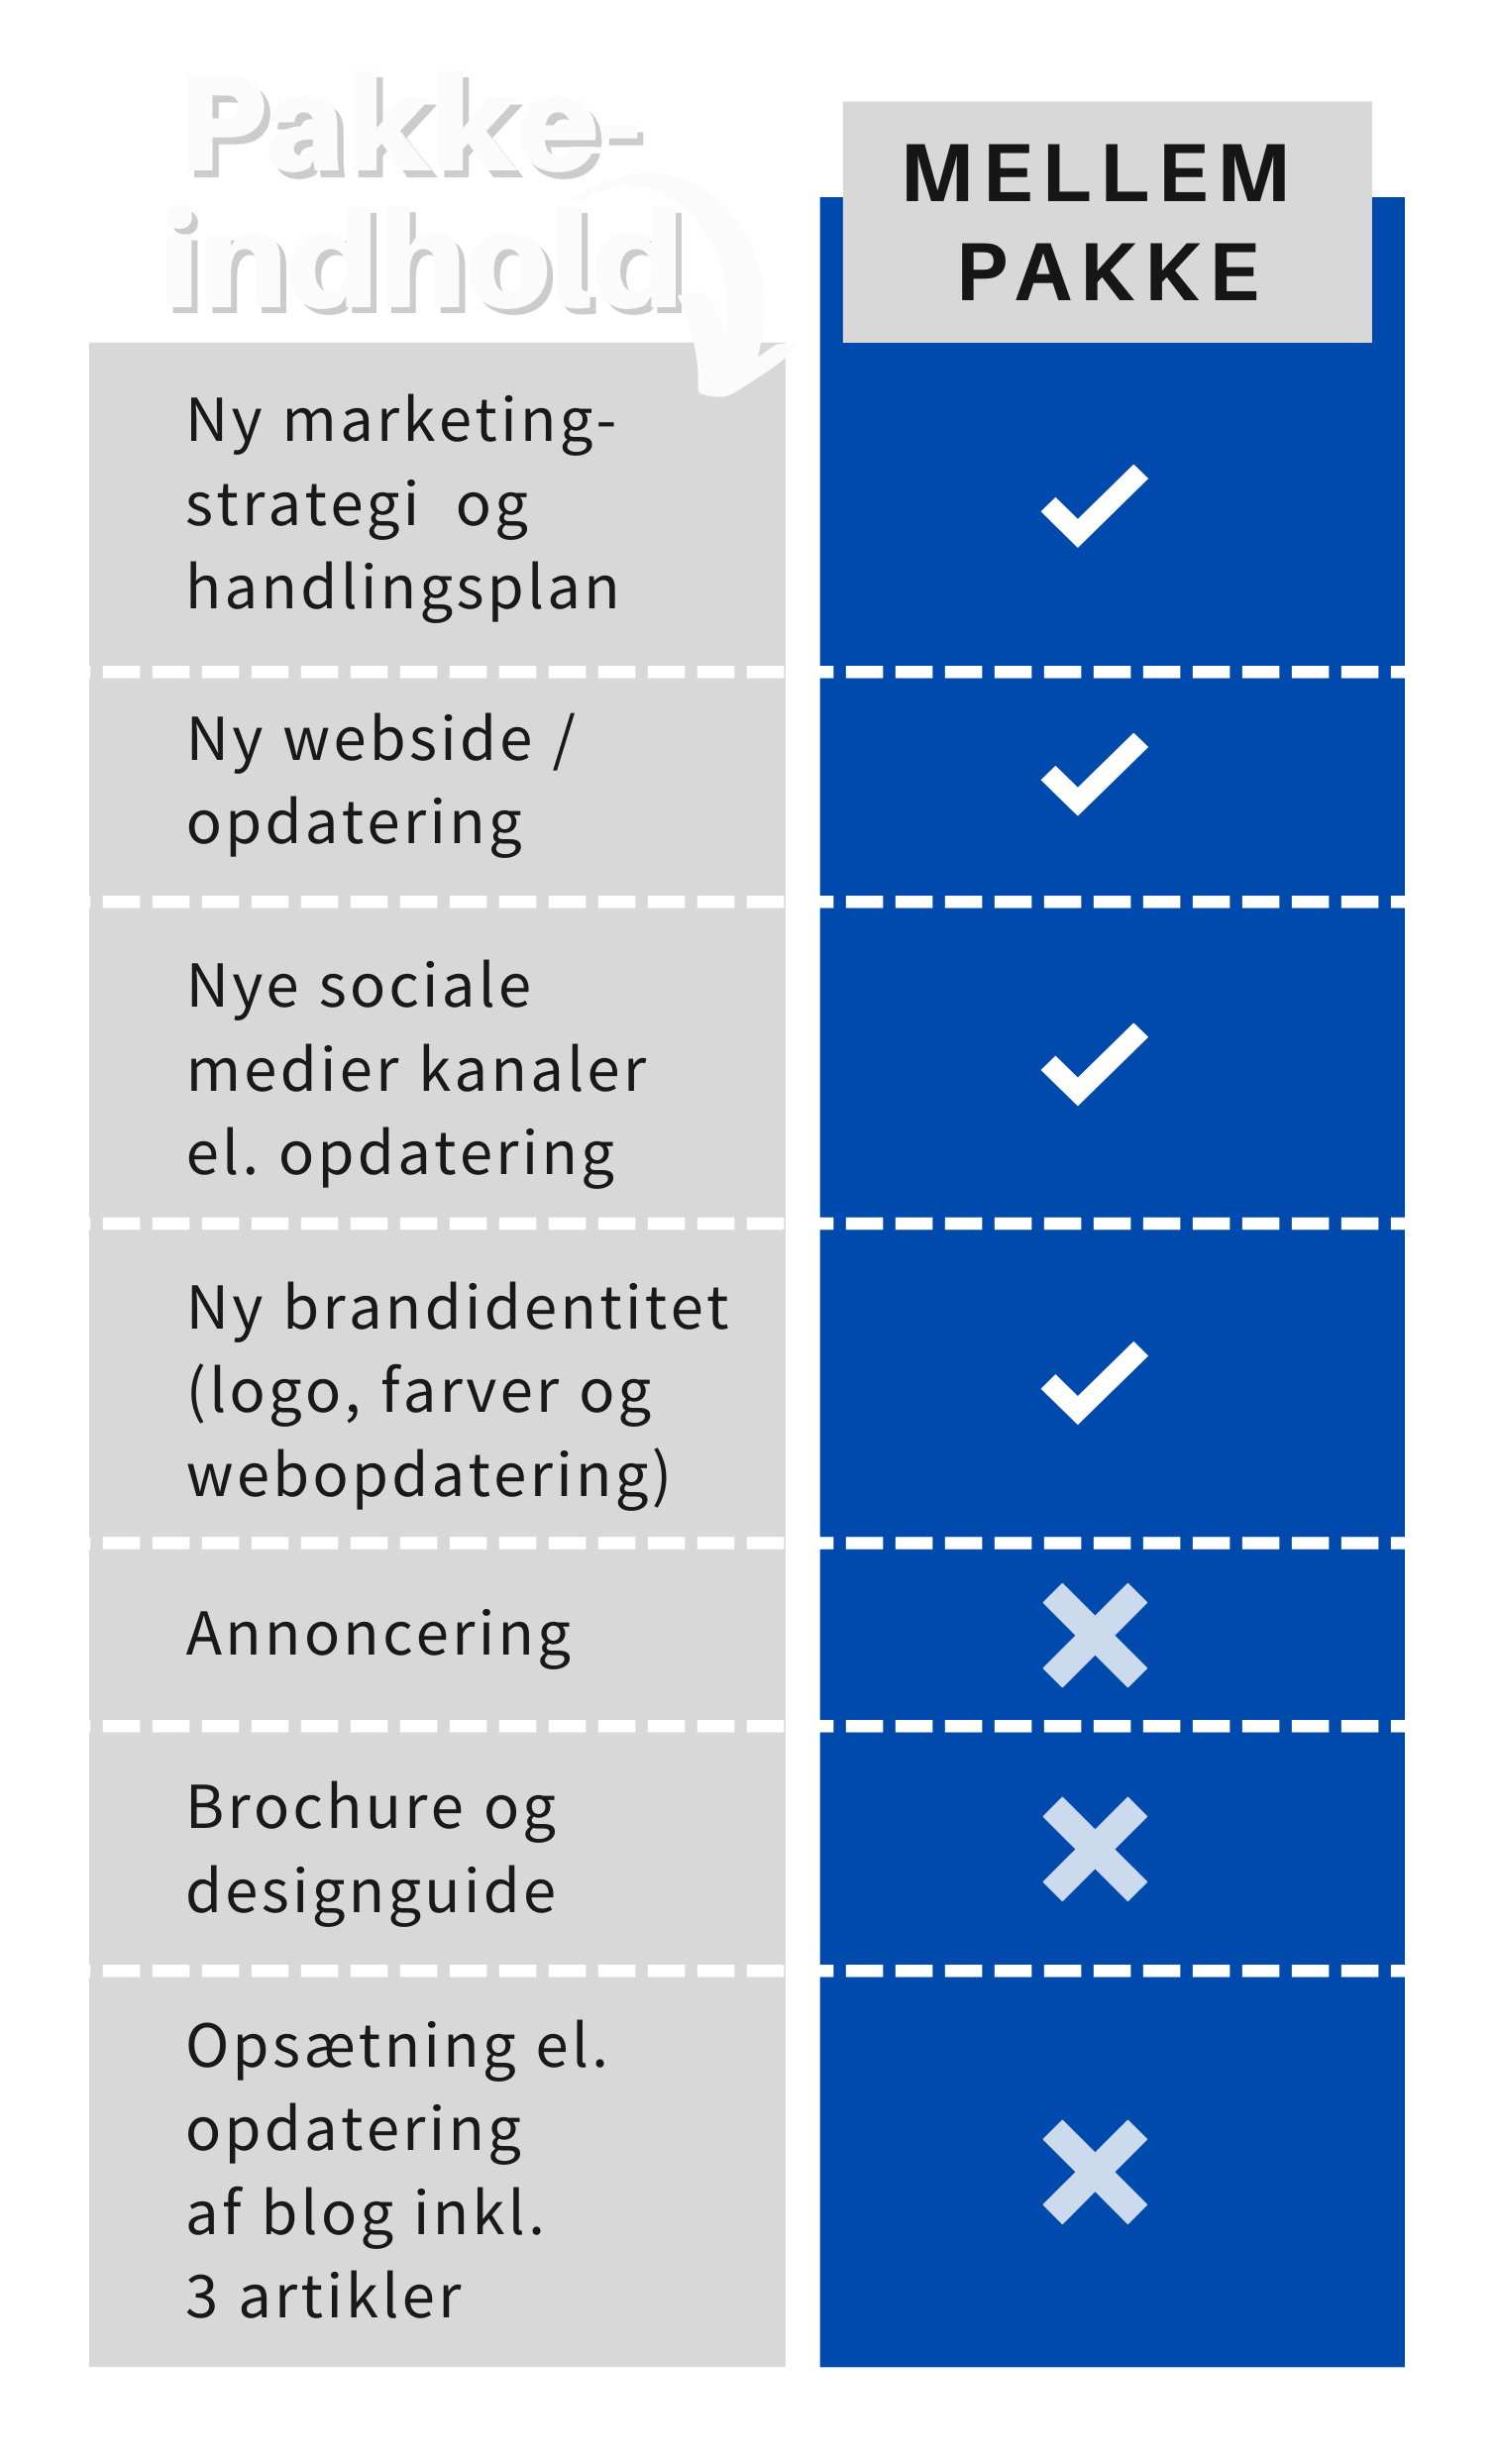 Pakke-
indhold
MELLEM
PAKKE
Ny marketing-
strategi og
handlingsplan
Ny webside /
opdatering
Nye sociale
medier kanaler
el. opdatering
Ny brandidentitet
(logo, farver og
webopdatering)
Annoncering
Brochure og
designguide
Opsætning el.
opdatering
af blog inkl.
3 artikler